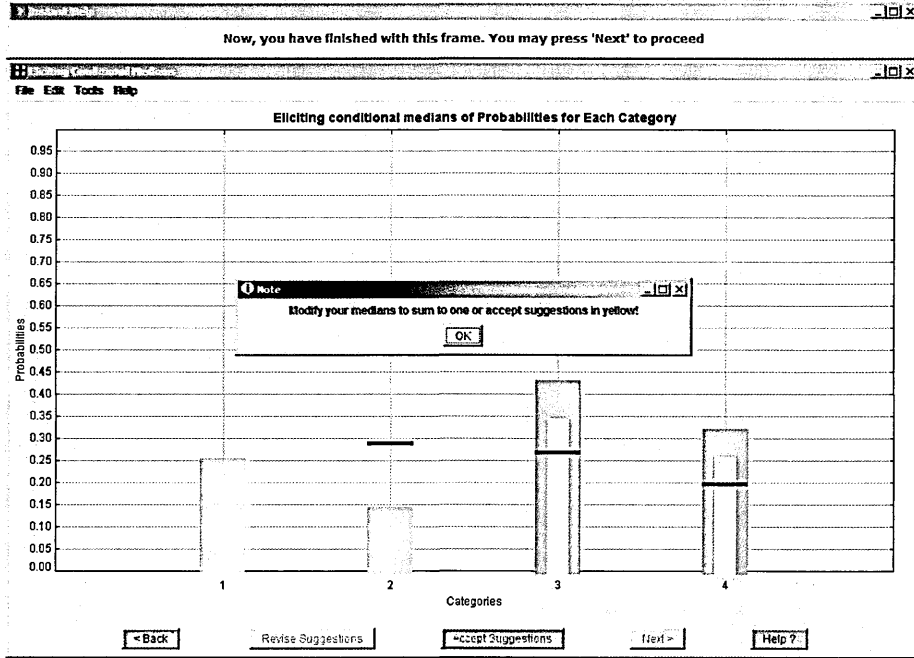 Now, you have finished with this frame. You may press 'Next' to proceed
File Edit Tools Help
Eliciting conditional medians of Probabilities for Each Category
0.95
0.90
0.85
0.80
0.75
0.70
0.65
0.60
0.55
0.50
0.45
0.40
0.35
0.30
0.25
0.20
0.15
0.10
0.05
0.00
Probabilities
Note
Modify your medians to sum to one or accept suggestions in yellow!
OK
1 2 3 4
Categories
< Back Revise Suggestions Accept Suggestions Next > Help ?